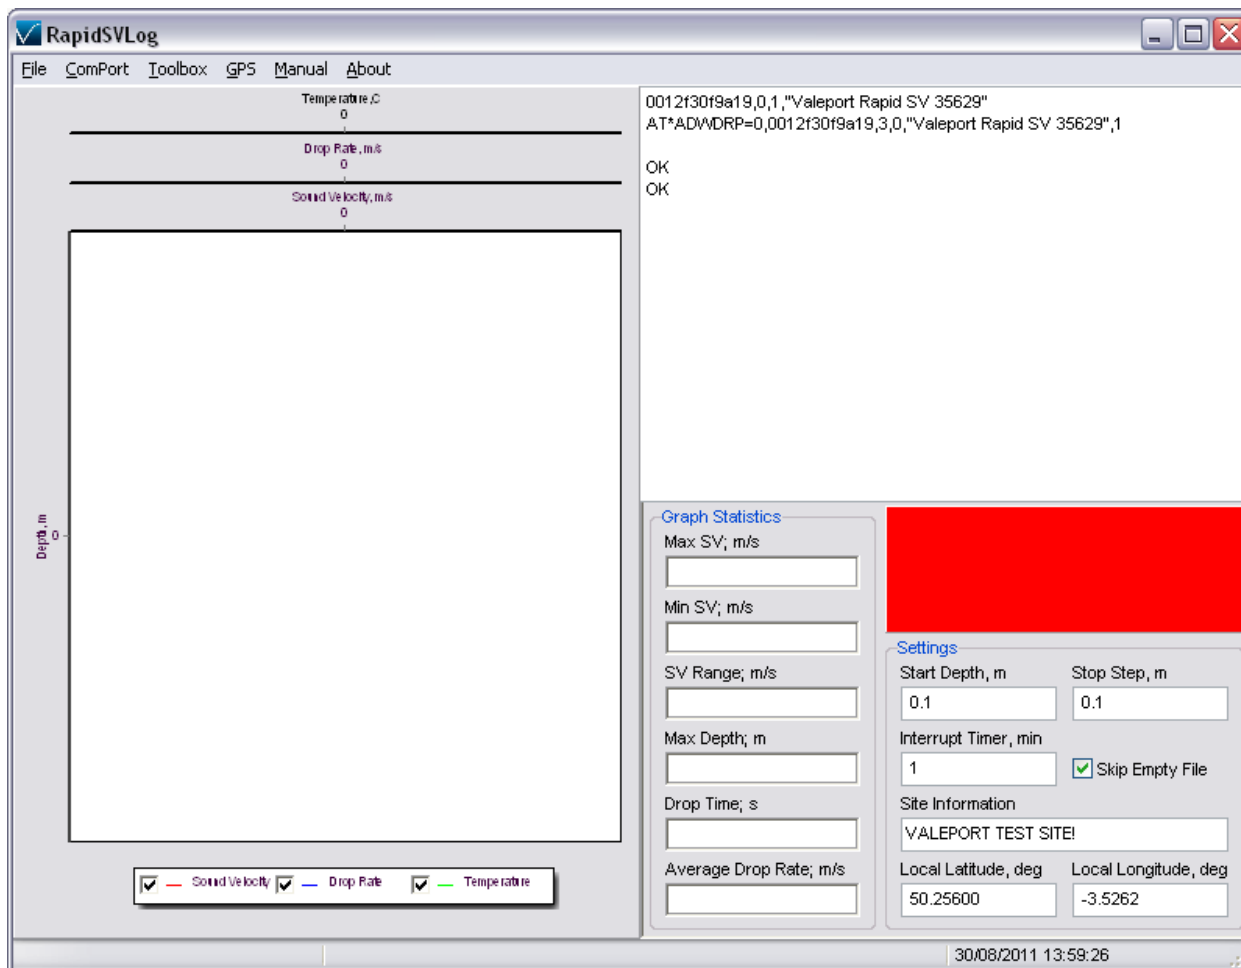 RapidSVLog
File ComPort Toolbox GPS Manual About
Temperature,C
0
Drop Rate, m/s
0
Sound Velocity, m/s
0
Depth, m
0
Sound Velocity Drop Rate Temperature
0012f30f9a19,0,1,"Valeport Rapid SV 35629"
AT*ADWDRP=0,0012f30f9a19,3,0,"Valeport Rapid SV 35629",1
OK
OK
Graph Statistics
Max SV; m/s
Min SV; m/s
SV Range; m/s
Max Depth; m
Drop Time; s
Average Drop Rate; m/s
Settings
Start Depth, m Stop Step, m
0.1 0.1
Interrupt Timer, min
1 Skip Empty File
Site Information
VALEPORT TEST SITE!
Local Latitude, deg Local Longitude, deg
50.25600 -3.5262
30/08/2011 13:59:26